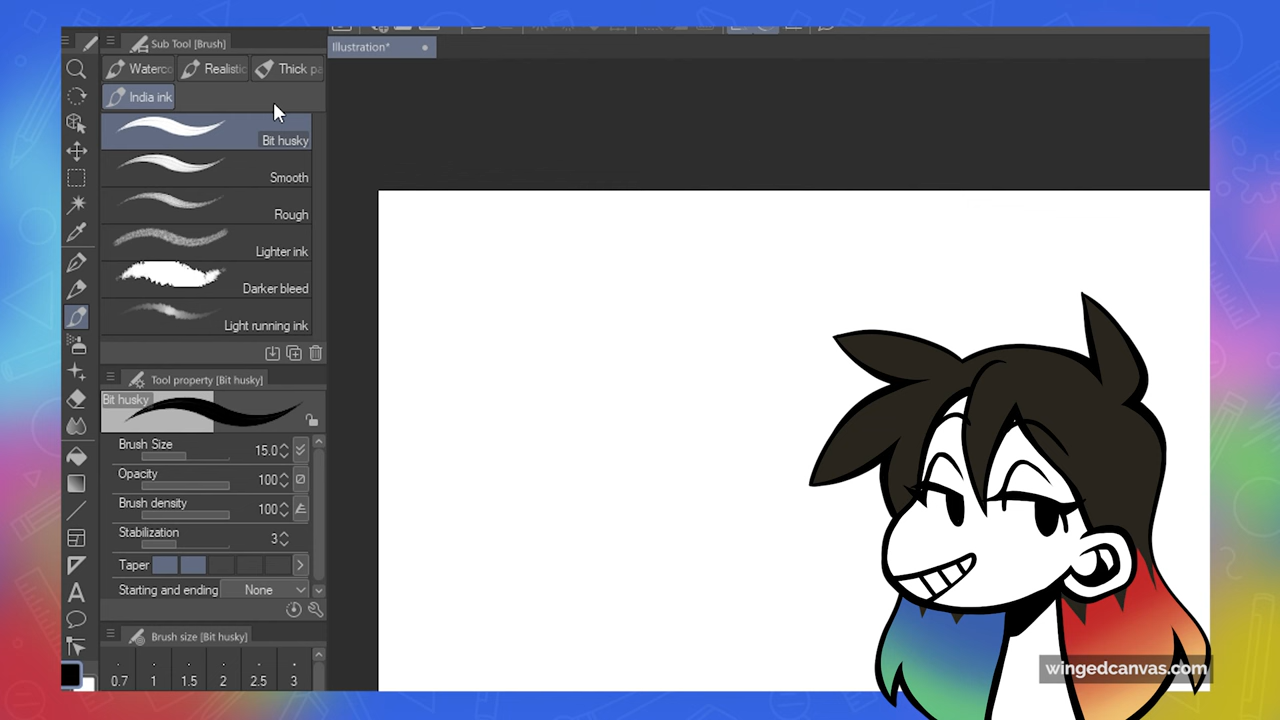 Sub Tool [Brush]
Illustration*
Waterc
Realistic
Thick pa
India ink
Bit husky
Smooth
Rough
Lighter ink
Darker bleed
Light running ink
Tool property [Bit husky]
Bit husky
Brush Size 15.0
Opacity 100
Brush density 100
Stabilization 3
Taper
Starting and ending None
Brush size [Bit husky]
0.7 1 1.5 2 2.5 3
wingedcanvas.com